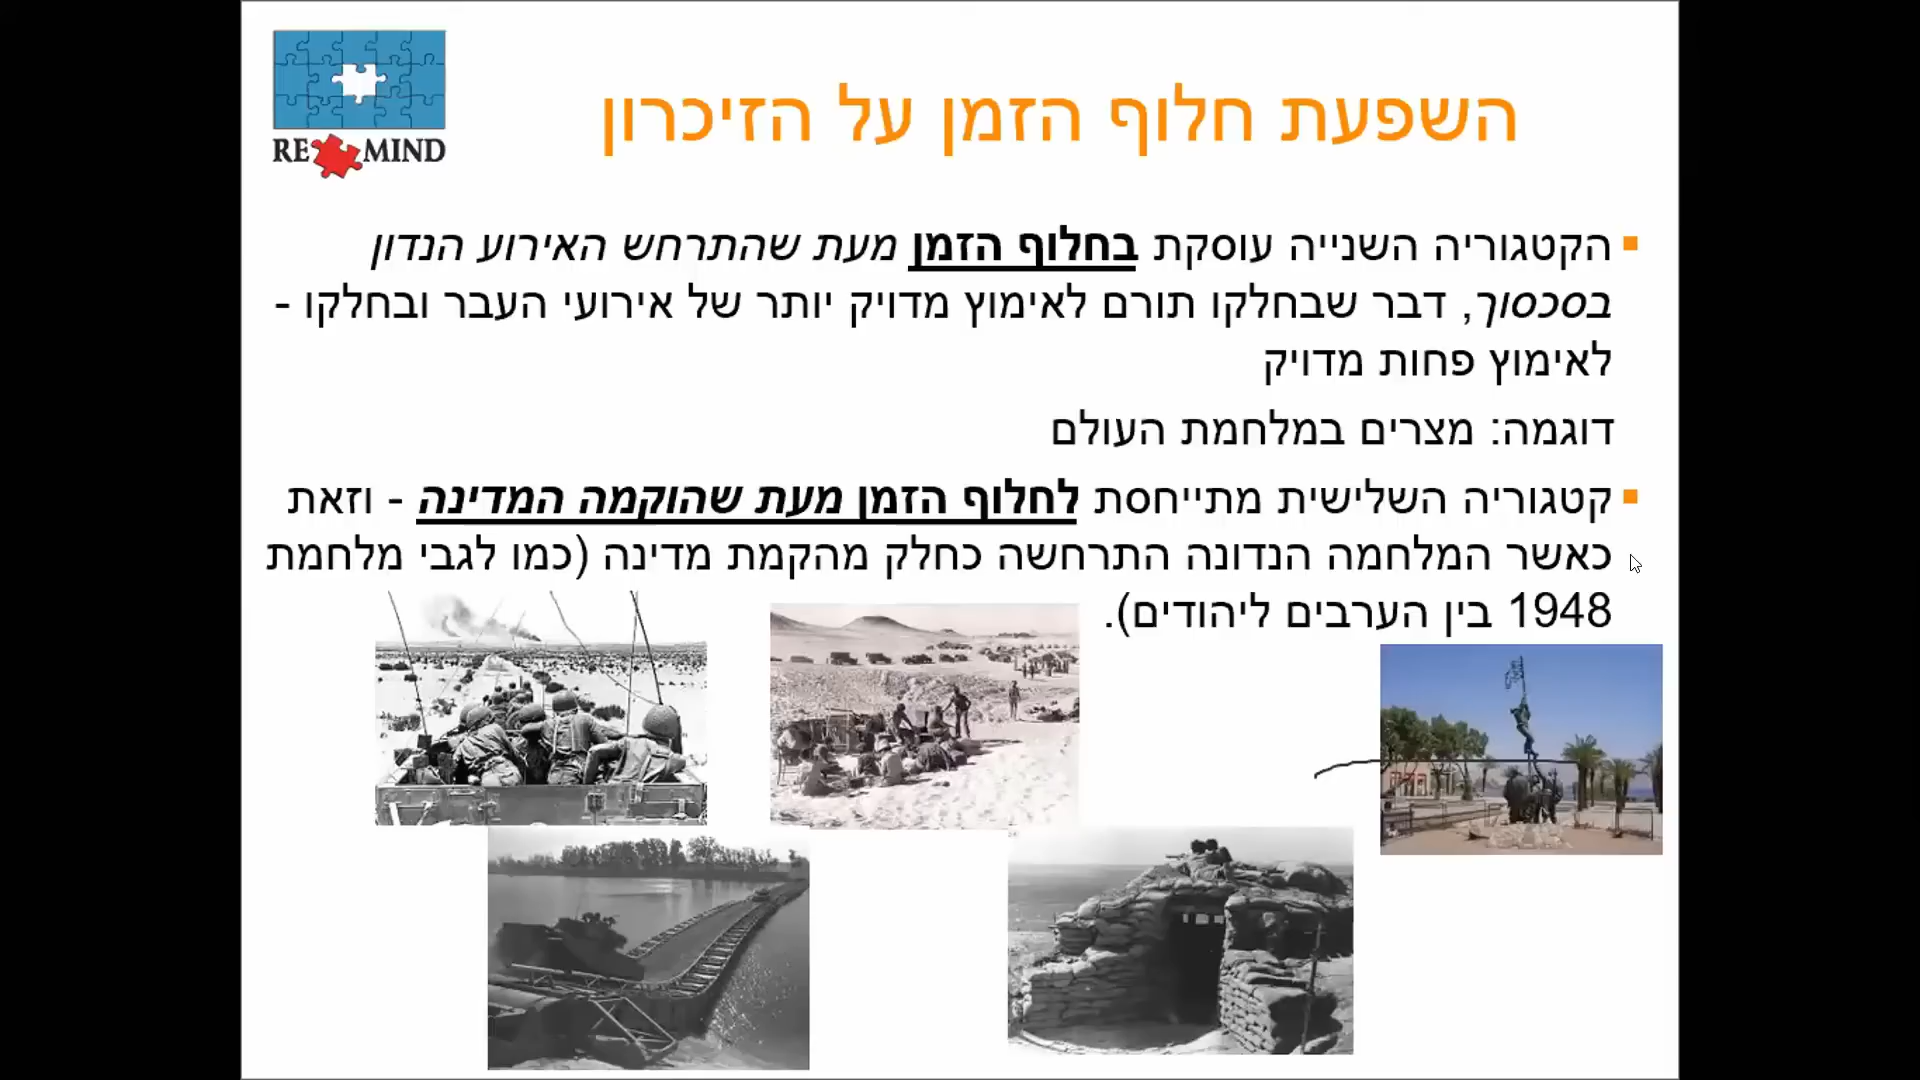 RE MIND
השפעת חלוף הזמן על הזיכרון
הקטגוריה השנייה עוסקת בחלוף הזמן מעת שהתרחש האירוע הנדון
בסכסוך, דבר שבחלקו תורם לאימוץ מדויק יותר של אירועי העבר ובחלקו -
לאימוץ פחות מדויק
דוגמה: מצרים במלחמת העולם
קטגוריה השלישית מתייחסת לחלוף הזמן מעת שהוקמה המדינה - וזאת
כאשר המלחמה הנדונה התרחשה כחלק מהקמת מדינה (כמו לגבי מלחמת
1948 בין הערבים ליהודים).